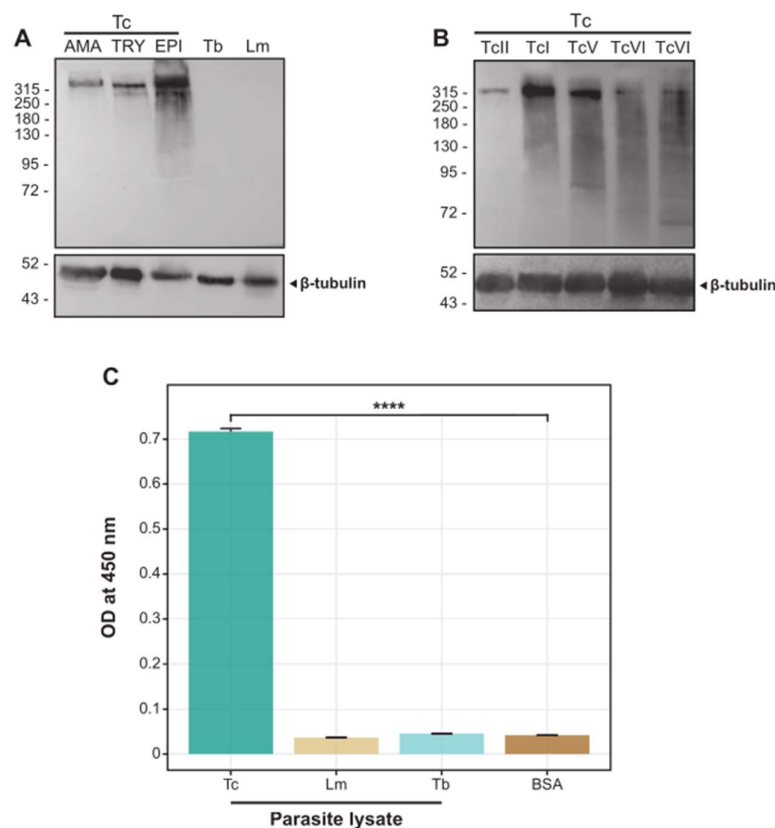 A
Tc
AMA TRY EPI Tb Lm
315 -
250 -
180 -
130 -
95 -
72 -
52 -
43 -
β-tubulin
B
Tc
TcII TcI TcV TcVI TcVI
315 -
250 -
180 -
130 -
95 -
72 -
52 -
43 -
β-tubulin
C
****
OD at 450 nm
0.7
0.6
0.5
0.4
0.3
0.2
0.1
0
Tc Lm Tb BSA
Parasite lysate